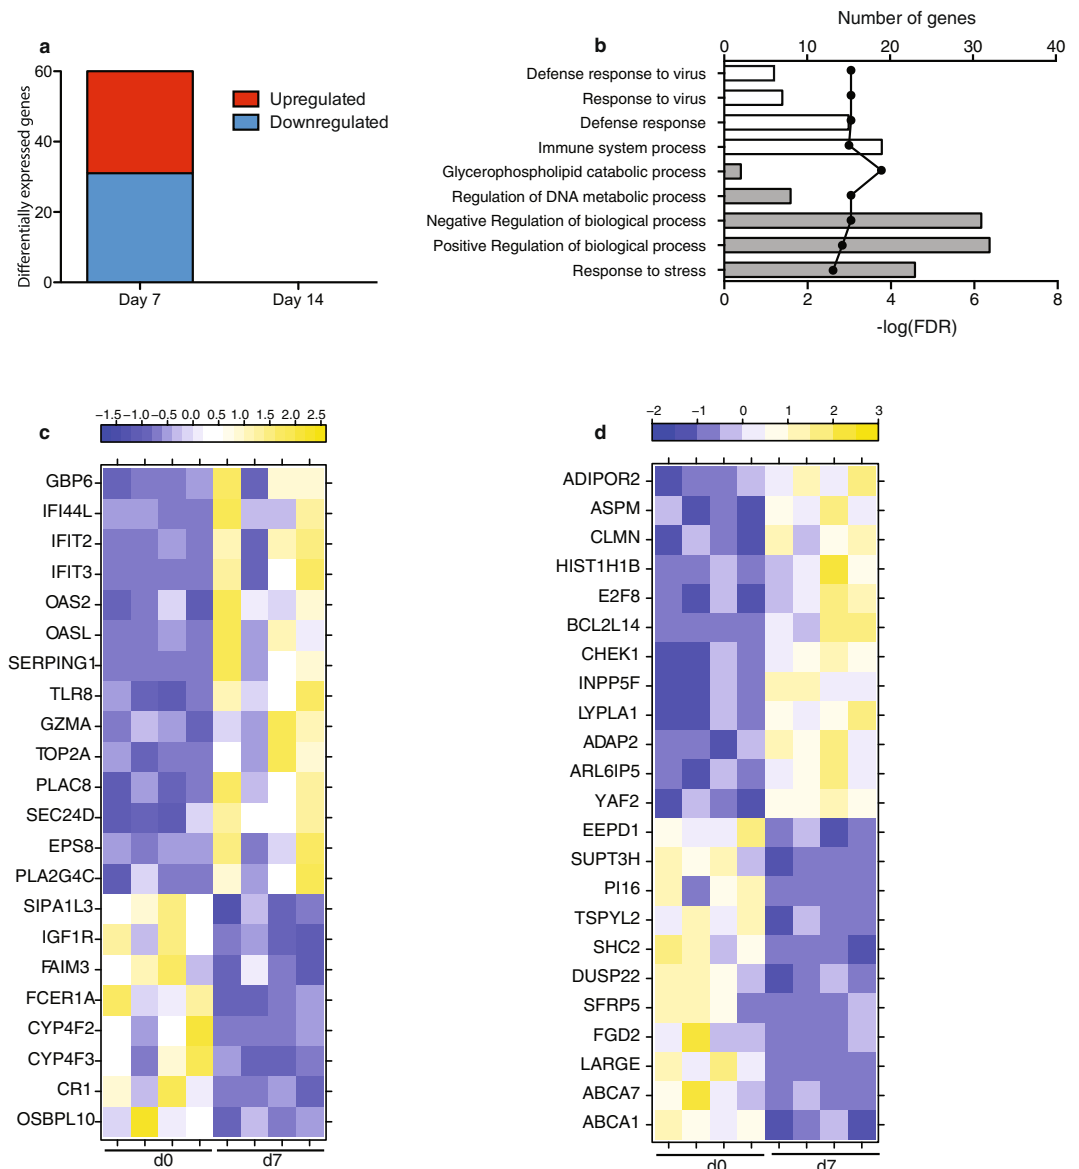 a
Differentially expressed genes
60
40
20
0
Day 7
Day 14
Upregulated
Downregulated
b
Number of genes
0 10 20 30 40
Defense response to virus
Response to virus
Defense response
Immune system process
Glycerophospholipid catabolic process
Regulation of DNA metabolic process
Negative Regulation of biological process
Positive Regulation of biological process
Response to stress
0 2 4 6 8
-log(FDR)
c
−1.5 −1.0 −0.5 0.0 0.5 1.0 1.5 2.0 2.5
GBP6
IFI44L
IFIT2
IFIT3
OAS2
OASL
SERPING1
TLR8
GZMA
TOP2A
PLAC8
SEC24D
EPS8
PLA2G4C
SIPA1L3
IGF1R
FAIM3
FCER1A
CYP4F2
CYP4F3
CR1
OSBPL10
d0 d7
d
−2 −1 0 1 2 3
ADIPOR2
ASPM
CLMN
HIST1H1B
E2F8
BCL2L14
CHEK1
INPP5F
LYPLA1
ADAP2
ARL6IP5
YAF2
EEPD1
SUPT3H
PI16
TSPYL2
SHC2
DUSP22
SFRP5
FGD2
LARGE
ABCA7
ABCA1
d0 d7